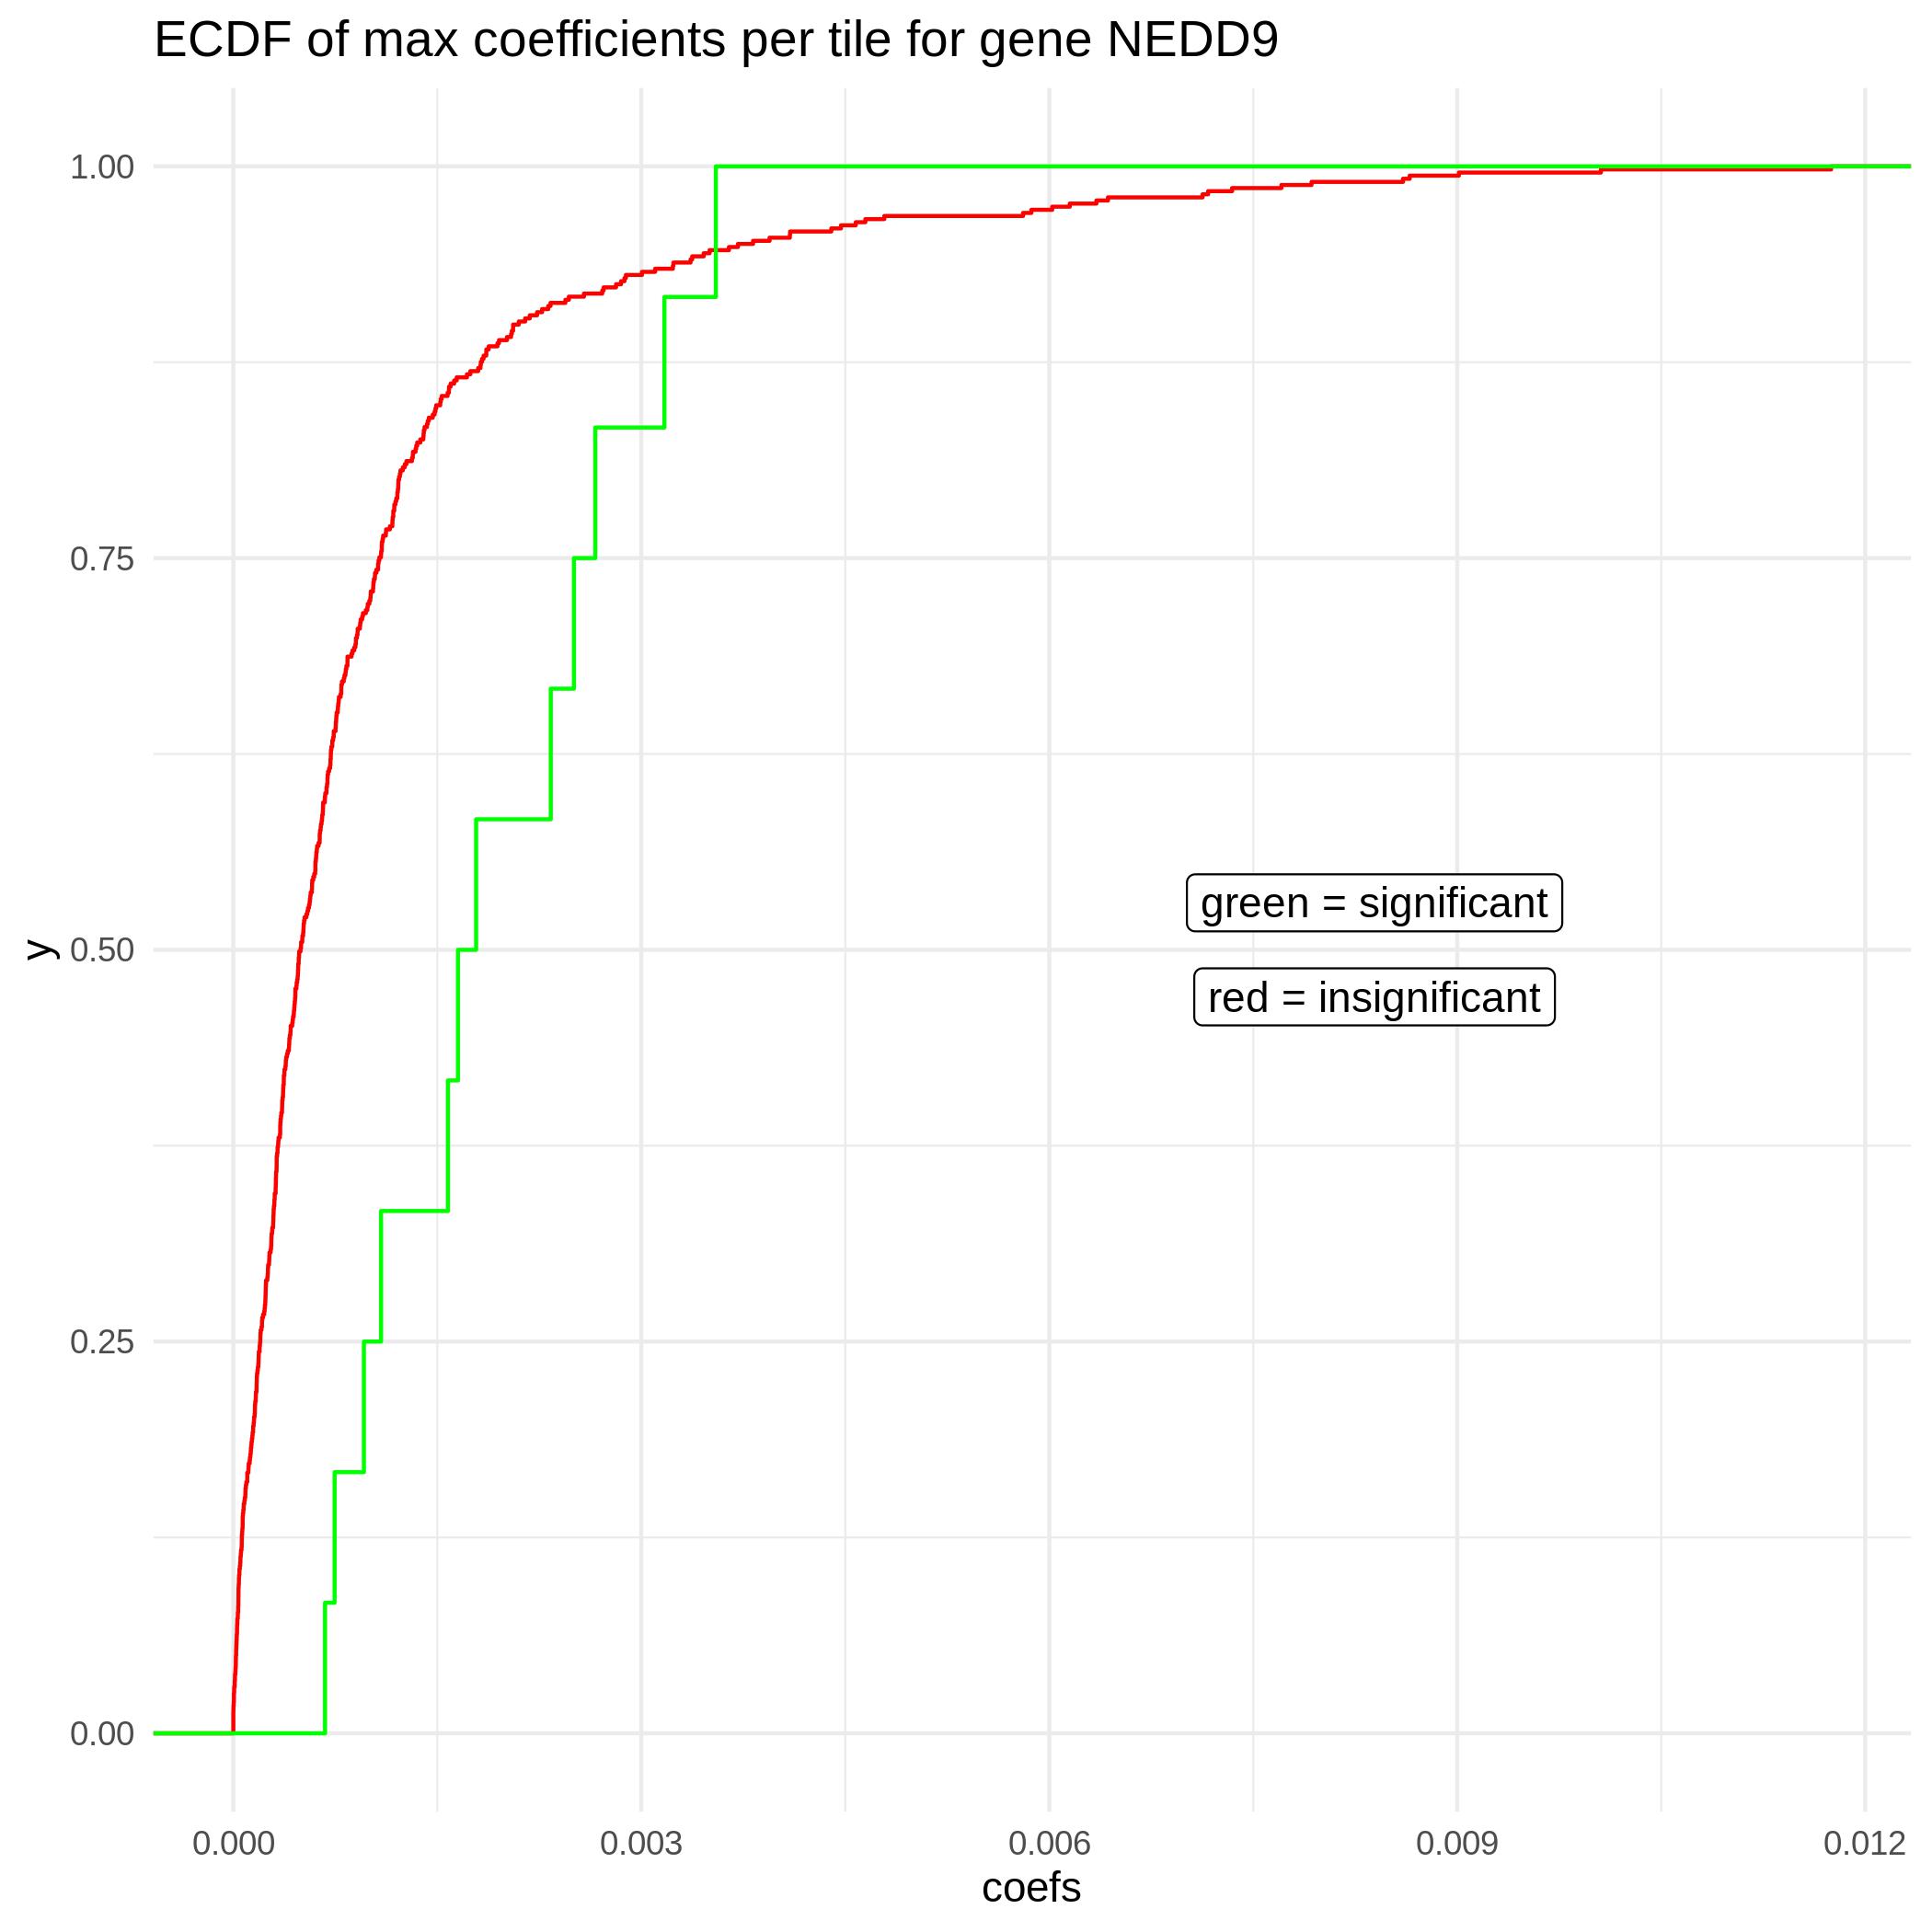 ECDF of max coefficients per tile for gene NEDD9
1.00
0.75
0.50
0.25
0.00
y
green = significant
red = insignificant
0.000
0.003
0.006
0.009
0.012
coefs